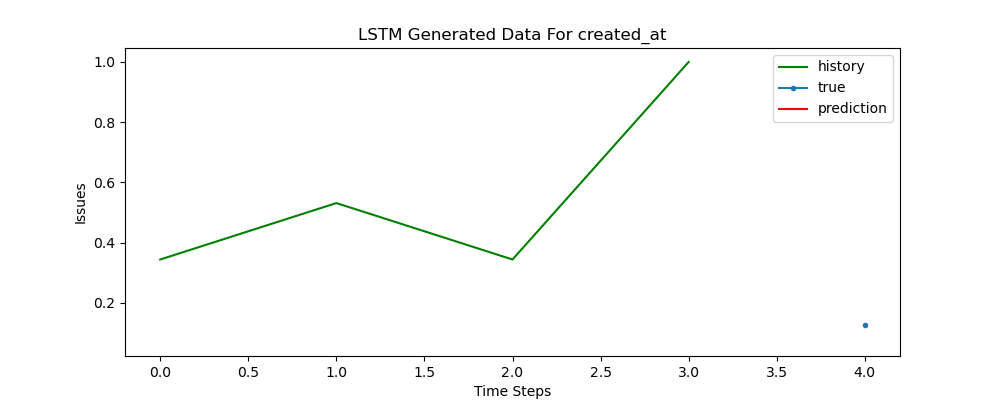 LSTM Generated Data For created_at
history
true
prediction
1.0
0.8
0.6
0.4
0.2
Issues
0.0 0.5 1.0 1.5 2.0 2.5 3.0 3.5 4.0
Time Steps